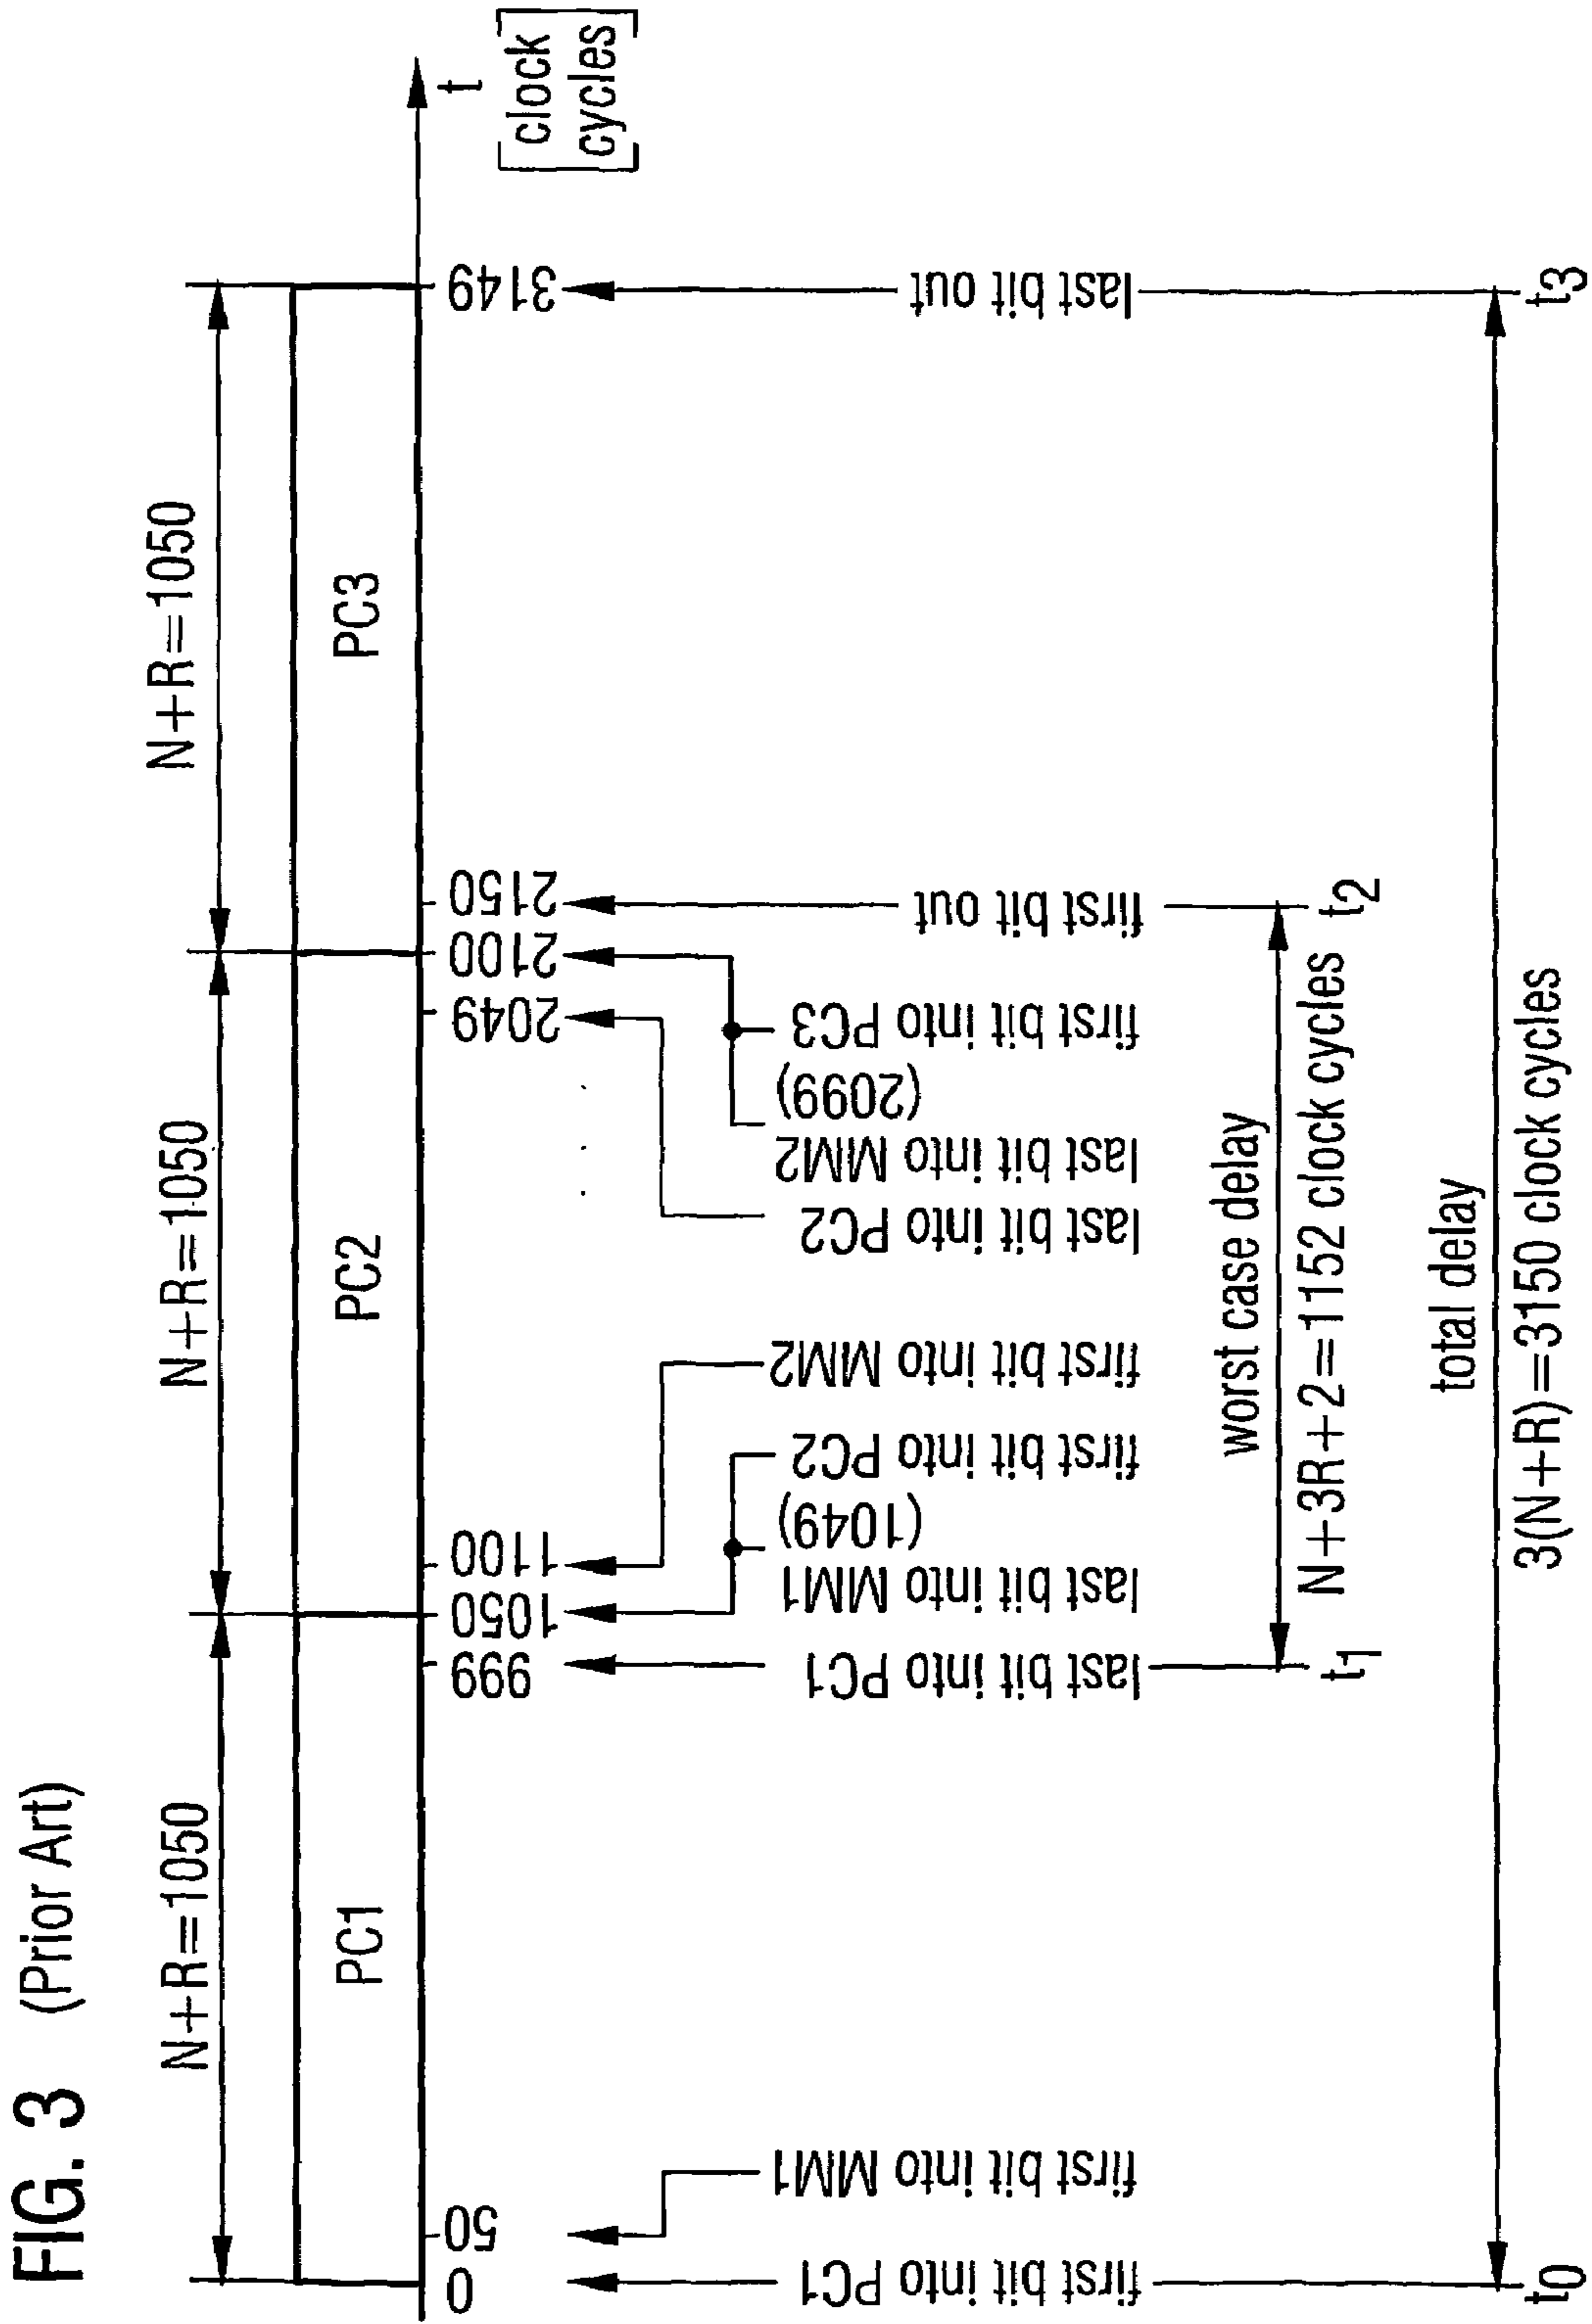 FIG. 3 (Prior Art)
N+R=1050
N+R=1050
N+R=1050
PC1
PC2
PC3
0
50
999
1050
1100
2049
2100
2150
3149
t
[clock
cycles]
first bit into PC1
first bit into MM1
last bit into PC1
last bit into MM1
(1049)
first bit into PC2
first bit into MM2
last bit into PC2
last bit into MM2
(2099)
first bit into PC3
first bit out
last bit out
worst case delay
t1
N+3R+2=1152 clock cycles
t2
total delay
t0
3(N+R)=3150 clock cycles
t3